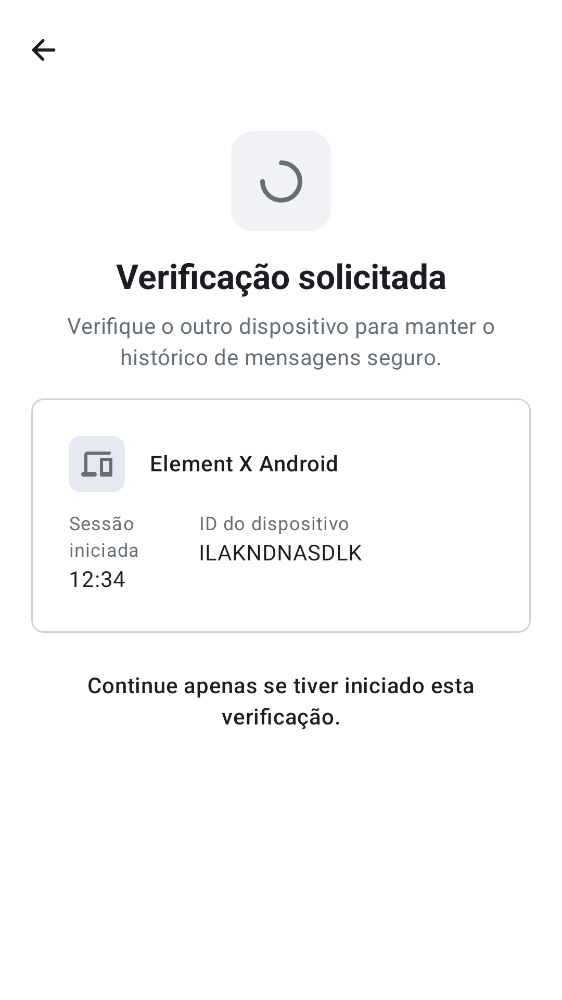 Verificação solicitada
Verifique o outro dispositivo para manter o
histórico de mensagens seguro.
Element X Android
Sessão
iniciada
12:34
ID do dispositivo
ILAKNDNASDLK
Continue apenas se tiver iniciado esta
verificação.